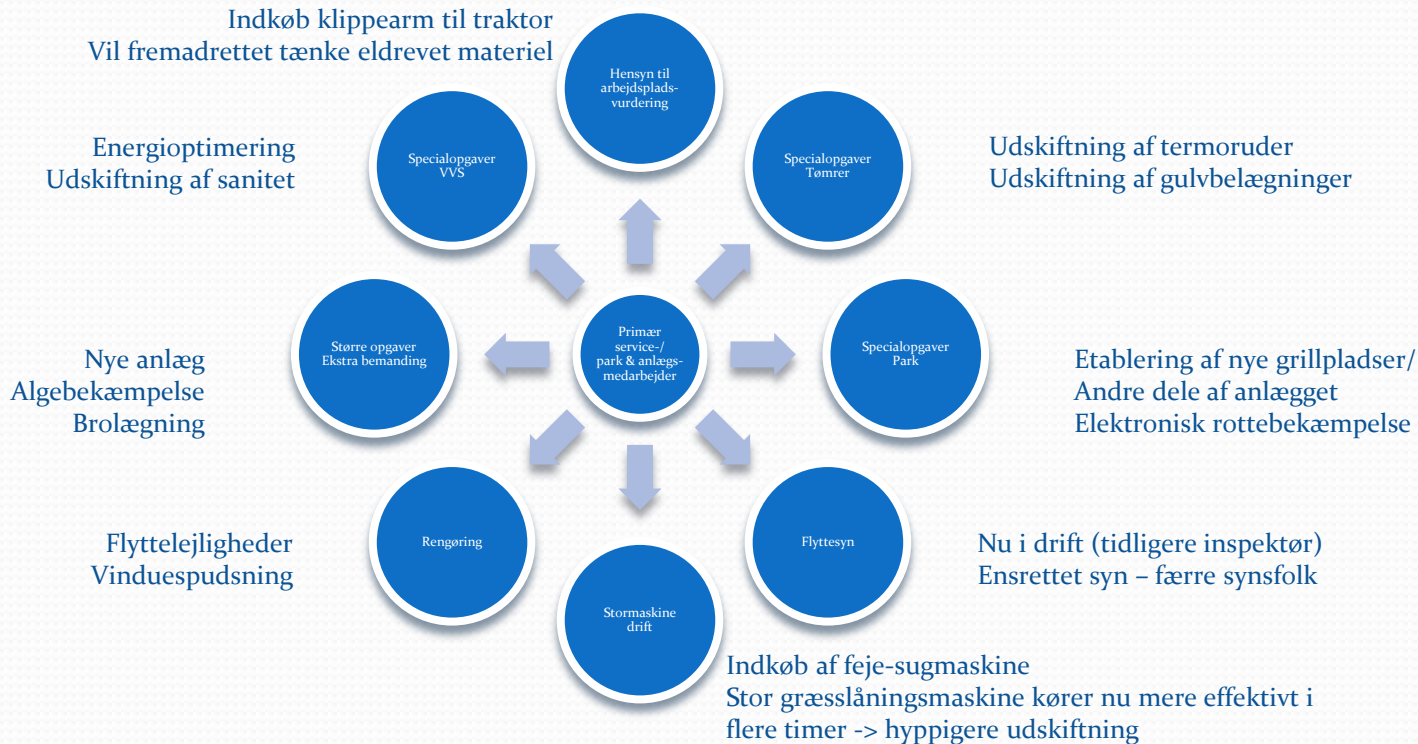 Indkøb klippearm til traktor
Vil fremadrettet tænke eldrevet materiel
Hensyn til
arbejdsplads-
vurdering
Energioptimering
Udskiftning af sanitet
Specialopgaver
VVS
Specialopgaver
Tømrer
Udskiftning af termoruder
Udskiftning af gulvbelægninger
Nye anlæg
Algebekæmpelse
Brolægning
Større opgaver
Ekstra bemanding
Primær
service-/
park & anlægs-
medarbejder
Specialopgaver
Park
Etablering af nye grillpladser/
Andre dele af anlægget
Elektronisk rottebekæmpelse
Flyttelejligheder
Vinduespudsning
Rengøring
Flyttesyn
Nu i drift (tidligere inspektør)
Ensrettet syn – færre synsfolk
Stormaskine
drift
Indkøb af feje-sugmaskine
Stor græsslåningsmaskine kører nu mere effektivt i
flere timer -> hyppigere udskiftning